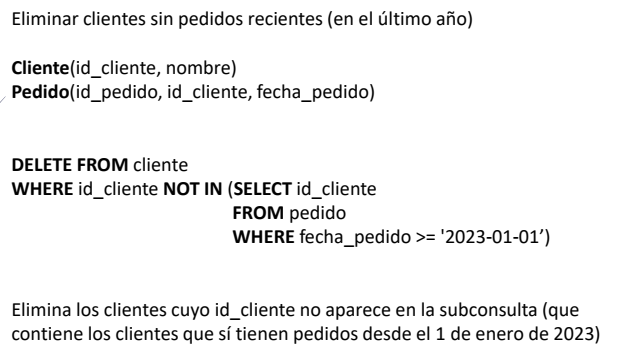 Eliminar clientes sin pedidos recientes (en el último año)
Cliente(id_cliente, nombre)
Pedido(id_pedido, id_cliente, fecha_pedido)
DELETE FROM cliente
WHERE id_cliente NOT IN (SELECT id_cliente
FROM pedido
WHERE fecha_pedido >= '2023-01-01’)
Elimina los clientes cuyo id_cliente no aparece en la subconsulta (que
contiene los clientes que sí tienen pedidos desde el 1 de enero de 2023)